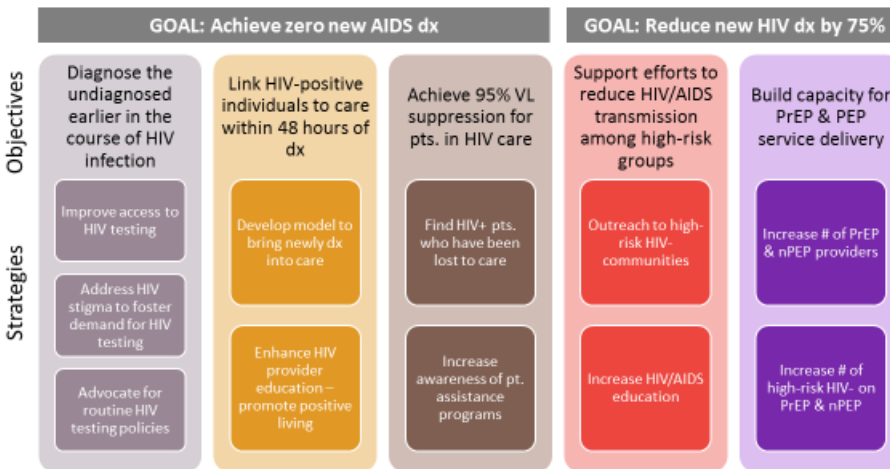 GOAL: Achieve zero new AIDS dx
GOAL: Reduce new HIV dx by 75%
Objectives
Diagnose the
undiagnosed
earlier in the
course of HIV
infection
Link HIV-positive
individuals to care
within 48 hours of
dx
Achieve 95% VL
suppression for
pts. in HIV care
Support efforts to
reduce HIV/AIDS
transmission
among high-risk
groups
Build capacity for
PrEP & PEP
service delivery
Strategies
Improve access to
HIV testing
Address HIV
stigma to foster
demand for HIV
testing
Advocate for
routine HIV
testing policies
Develop model to
bring newly dx
into care
Enhance HIV
provider
education –
promote positive
living
Find HIV+ pts.
who have been
lost to care
Increase
awareness of pt.
assistance
programs
Outreach to high-
risk HIV-
communities
Increase HIV/AIDS
education
Increase # of PrEP
& nPEP providers
Increase # of
high-risk HIV- on
PrEP & nPEP